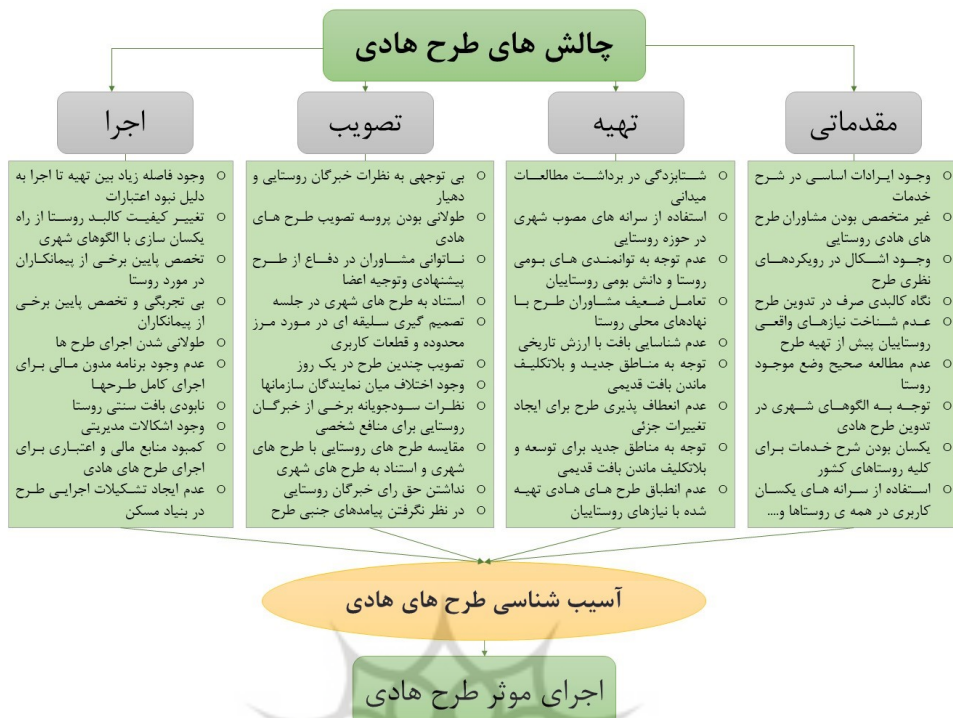 چالش های طرح هادی
مقدماتی
وجود ایرادات اساسی در شرح
خدمات
غیر متخصص بودن مشاوران طرح
های هادی روستایی
وجود اشکال در رویکردهای
نظری طرح
نگاه کالبدی صرف در تدوین طرح
عدم شناخت نیازهای واقعی
روستاییان پیش از تهیه طرح
عدم مطالعه صحیح وضع موجود
روستا
توجه به الگوهای شهری در
تدوین طرح هادی
یکسان بودن شرح خدمات برای
کلیه روستاهای کشور
استفاده از سرانه های یکسان
کاربری در همه ی روستاها و....
تهیه
شتابزدگی در برداشت مطالعات
میدانی
استفاده از سرانه های مصوب شهری
در حوزه روستایی
عدم توجه به توانمندی های بومی
روستا و دانش بومی روستاییان
تعامل ضعیف مشاوران طرح با
نهادهای محلی روستا
عدم شناسایی بافت با ارزش تاریخی
توجه به مناطق جدید و بلاتکلیف
ماندن بافت قدیمی
عدم انعطاف پذیری طرح برای ایجاد
تغییرات جزئی
توجه به مناطق جدید برای توسعه و
بلاتکلیف ماندن بافت قدیمی
عدم انطباق طرح های هادی تهیه
شده با نیازهای روستاییان
تصویب
بی توجهی به نظرات خبرگان روستایی و
دهیار
طولانی بودن پروسه تصویب طرح های
هادی
ناتوانی مشاوران در دفاع از طرح
پیشنهادی وتوجیه اعضا
استناد به طرح های شهری در جلسه
تصمیم گیری سلیقه ای در مورد مرز
محدوده و قطعات کاربری
تصویب چندین طرح در یک روز
وجود اختلاف میان نمایندگان سازمانها
نظرات سودجویانه برخی از خبرگان
روستایی برای منافع شخصی
مقایسه طرح های روستایی با طرح های
شهری و استناد به طرح های شهری
نداشتن حق رای خبرگان روستایی
در نظر نگرفتن پیامدهای جنبی طرح
اجرا
وجود فاصله زیاد بین تهیه تا اجرا به
دلیل نبود اعتبارات
تغییر کیفیت کالبد روستا از راه
یکسان سازی با الگوهای شهری
تخصص پایین برخی از پیمانکاران
در مورد روستا
بی تجربگی و تخصص پایین برخی
از پیمانکاران
طولانی شدن اجرای طرح ها
عدم وجود برنامه مدون مالی برای
اجرای کامل طرحها
نابودی بافت سنتی روستا
وجود اشکالات مدیریتی
کمبود منابع مالی و اعتباری برای
اجرای طرح های هادی
عدم ایجاد تشکیلات اجرایی طرح
در بنیاد مسکن
آسیب شناسی طرح های هادی
اجرای موثر طرح هادی